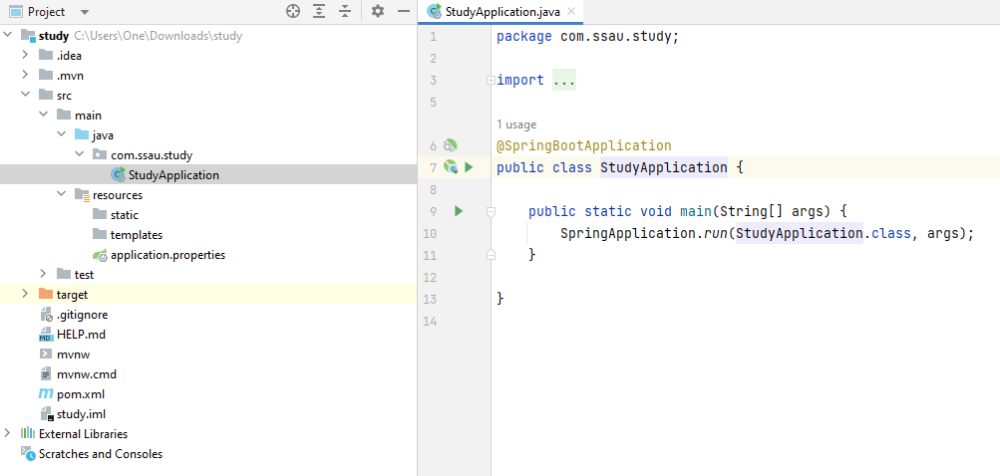 Project
study C:\Users\One\Downloads\study
.idea
.mvn
src
main
java
com.ssau.study
StudyApplication
resources
static
templates
application.properties
test
target
.gitignore
HELP.md
mvnw
mvnw.cmd
pom.xml
study.iml
External Libraries
Scratches and Consoles
StudyApplication.java
1 package com.ssau.study;
2
3 import ...
5
1 usage
6 @SpringBootApplication
7 public class StudyApplication {
8
9 public static void main(String[] args) {
10 SpringApplication.run(StudyApplication.class, args);
11 }
12
13 }
14